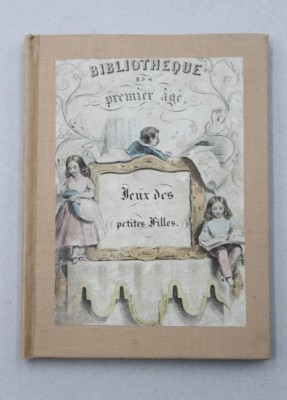 BIBLIOTHEQUE
DU
premier âge.
Jeux des
petites Filles.